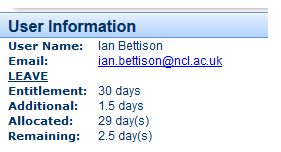 User Information
User Name: Ian Bettison
Email: ian.bettison@ncl.ac.uk
LEAVE
Entitlement: 30 days
Additional: 1.5 days
Allocated: 29 day(s)
Remaining: 2.5 day(s)